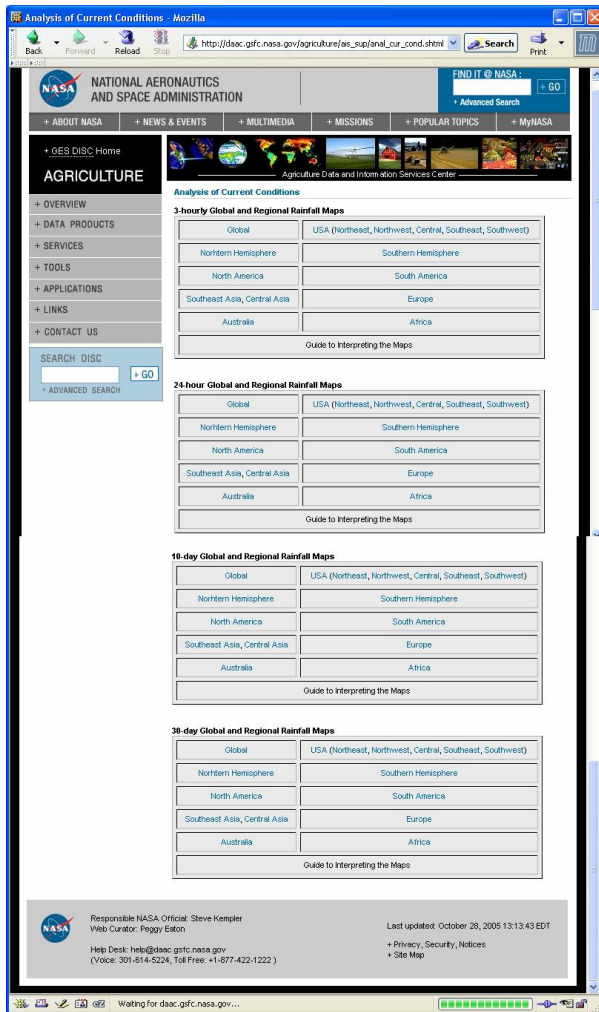 Analysis of Current Conditions - Mozilla
Back Forward Reload Stop http://daac.gsfc.nasa.gov/agriculture/ais_sup/anal_cur_cond.shtml Search Print
NASA
NATIONAL AERONAUTICS
AND SPACE ADMINISTRATION
FIND IT @ NASA :
+ GO
+ Advanced Search
+ ABOUT NASA + NEWS & EVENTS + MULTIMEDIA + MISSIONS + POPULAR TOPICS + MyNASA
+ GES DISC Home
AGRICULTURE
Agriculture Data and Information Services Center
+ OVERVIEW
+ DATA PRODUCTS
+ SERVICES
+ TOOLS
+ APPLICATIONS
+ LINKS
+ CONTACT US
SEARCH DISC
+ GO
+ ADVANCED SEARCH
Analysis of Current Conditions
3-hourly Global and Regional Rainfall Maps
Global USA (Northeast, Northwest, Central, Southeast, Southwest)
Norhtern Hemisphere Southern Hemisphere
North America South America
Southeast Asia, Central Asia Europe
Australia Africa
Guide to Interpreting the Maps
24-hour Global and Regional Rainfall Maps
Global USA (Northeast, Northwest, Central, Southeast, Southwest)
Norhtern Hemisphere Southern Hemisphere
North America South America
Southeast Asia, Central Asia Europe
Australia Africa
Guide to Interpreting the Maps
10-day Global and Regional Rainfall Maps
Global USA (Northeast, Northwest, Central, Southeast, Southwest)
Norhtern Hemisphere Southern Hemisphere
North America South America
Southeast Asia, Central Asia Europe
Australia Africa
Guide to Interpreting the Maps
30-day Global and Regional Rainfall Maps
Global USA (Northeast, Northwest, Central, Southeast, Southwest)
Norhtern Hemisphere Southern Hemisphere
North America South America
Southeast Asia, Central Asia Europe
Australia Africa
Guide to Interpreting the Maps
NASA
Responsible NASA Official: Steve Kempler
Web Curator: Peggy Eaton
Help Desk: help@daac.gsfc.nasa.gov
(Voice: 301-614-5224, Toll Free: +1-877-422-1222 )
Last updated: October 28, 2005 13:13:43 EDT
+ Privacy, Security, Notices
+ Site Map
Waiting for daac.gsfc.nasa.gov...